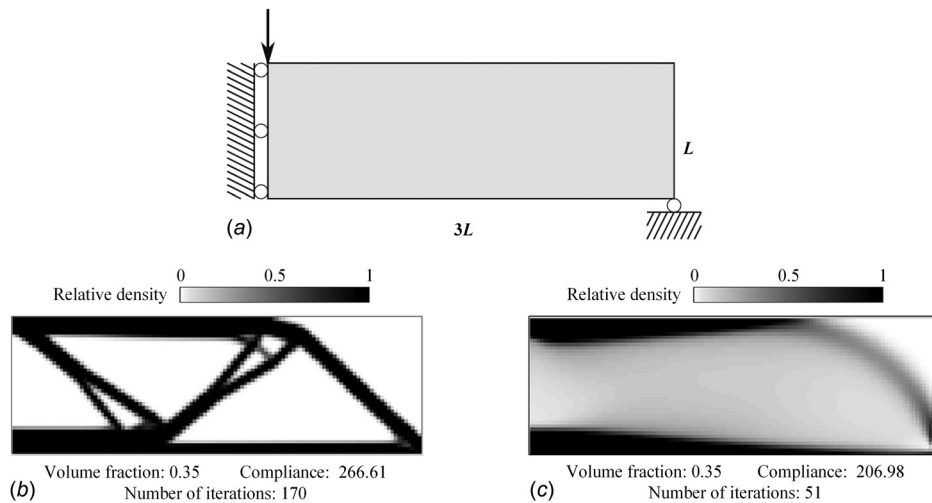 L
(a)
3L
0 0.5 1
Relative density
0 0.5 1
Relative density
Volume fraction: 0.35 Compliance: 266.61
(b) Number of iterations: 170
Volume fraction: 0.35 Compliance: 206.98
(c) Number of iterations: 51